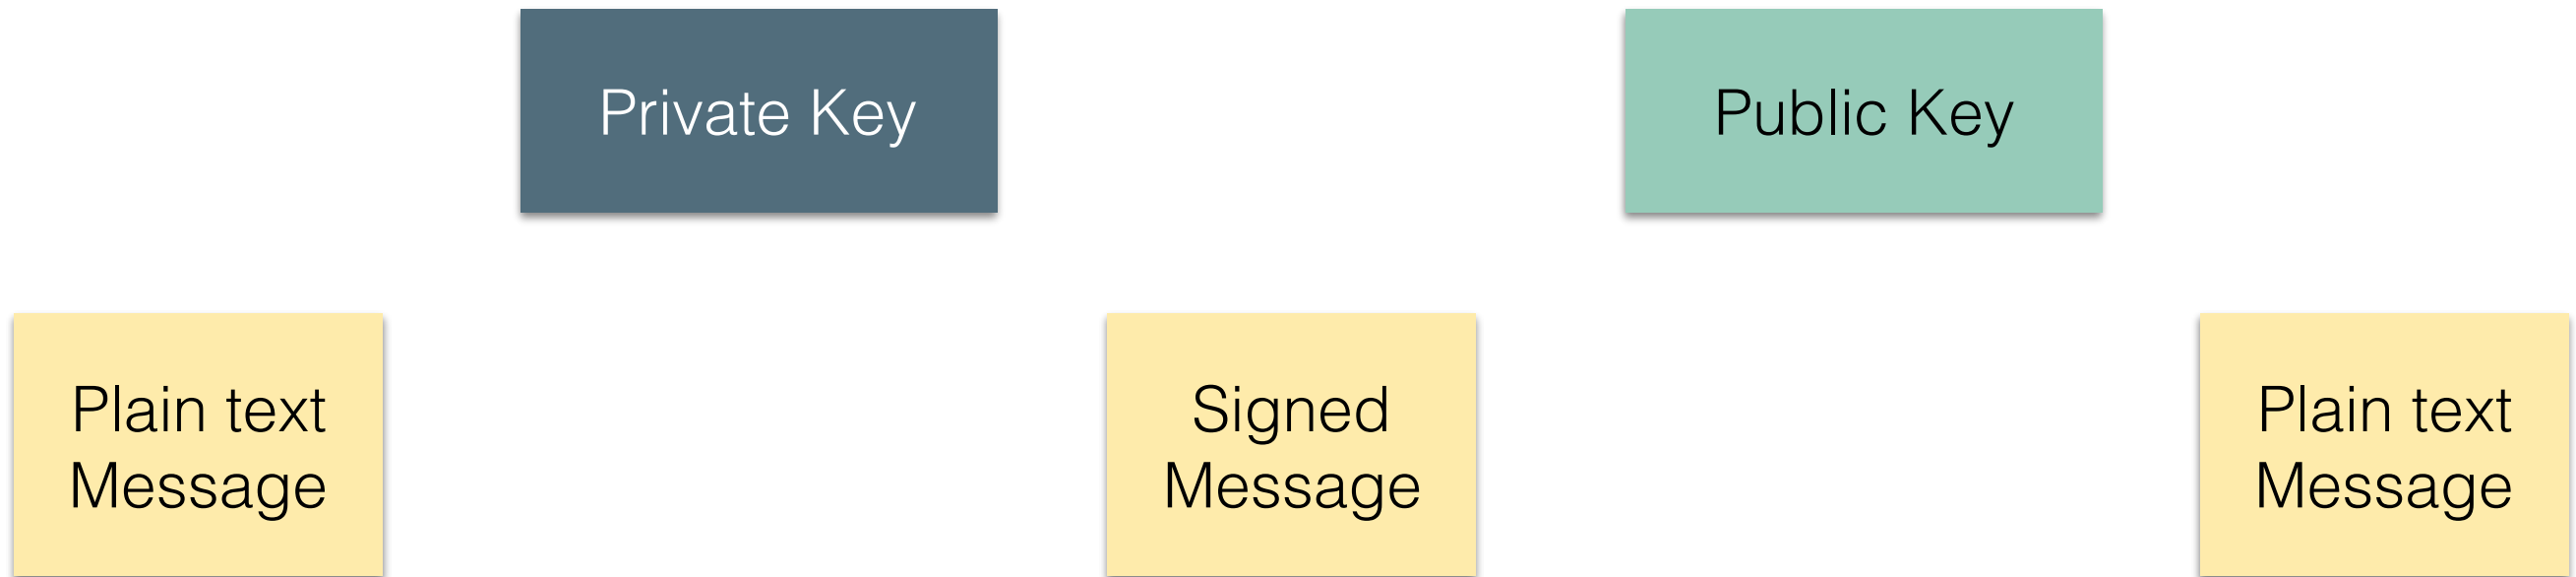 Private Key
Public Key
Plain text
Message
Signed
Message
Plain text
Message